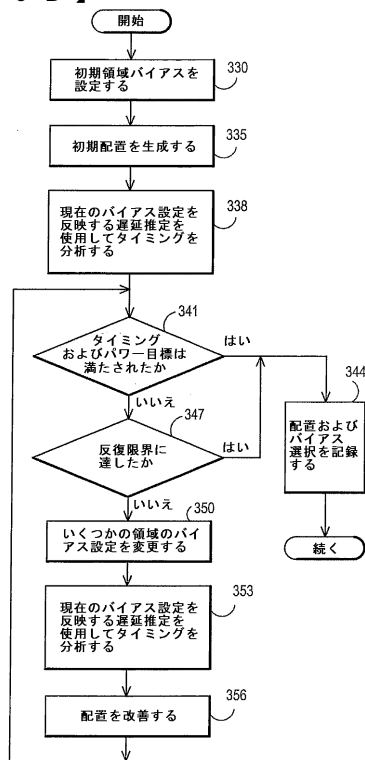 開始
初期領域バイアスを
設定する
330
初期配置を生成する
335
現在のバイアス設定を
反映する遅延推定を
使用してタイミングを
分析する
338
341
タイミング
およびパワー目標は
満たされたか
はい
いいえ
344
配置および
バイアス
選択を記録
する
続く
347
反復限界に
達したか
はい
いいえ
350
いくつかの領域のバイ
アス設定を変更する
353
現在のバイアス設定を
反映する遅延推定を
使用してタイミングを
分析する
356
配置を改善する